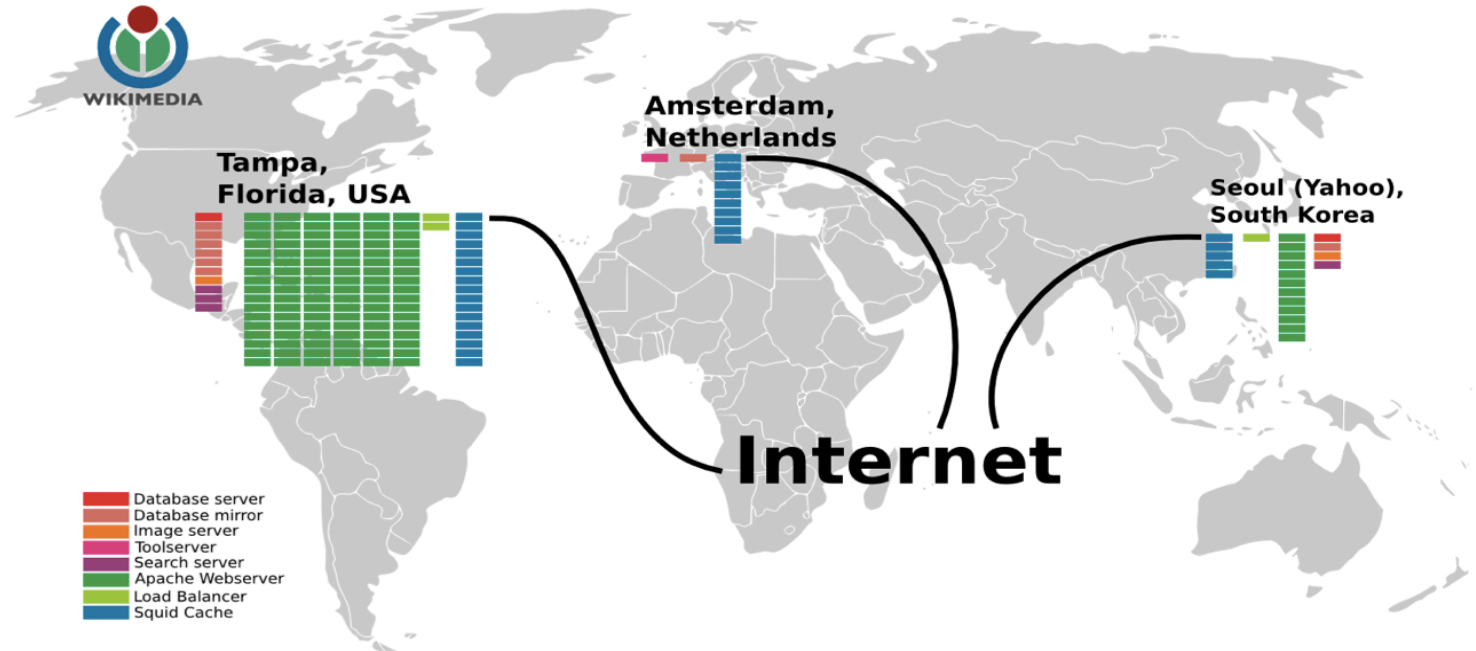 WIKIMEDIA
Amsterdam,
Netherlands
Tampa,
Florida, USA
Seoul (Yahoo),
South Korea
Internet
Database server
Database mirror
Image server
Toolserver
Search server
Apache Webserver
Load Balancer
Squid Cache